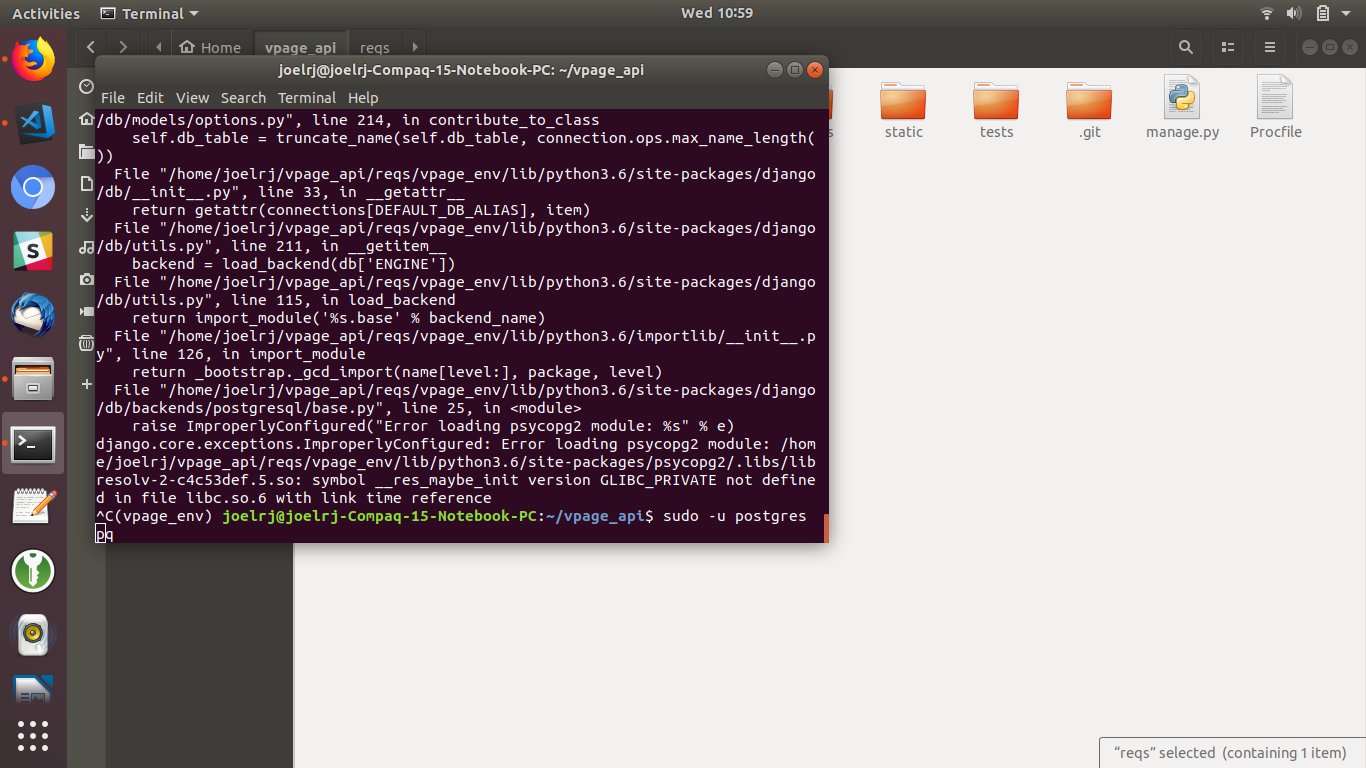 Activities
Terminal
Wed 10:59
Home
vpage_api
reqs
joelrj@joelrj-Compaq-15-Notebook-PC: ~/vpage_api
File Edit View Search Terminal Help
/db/models/options.py", line 214, in contribute_to_class
    self.db_table = truncate_name(self.db_table, connection.ops.max_name_length(
))
  File "/home/joelrj/vpage_api/reqs/vpage_env/lib/python3.6/site-packages/django
/db/__init__.py", line 33, in __getattr__
    return getattr(connections[DEFAULT_DB_ALIAS], item)
  File "/home/joelrj/vpage_api/reqs/vpage_env/lib/python3.6/site-packages/django
/db/utils.py", line 211, in __getitem__
    backend = load_backend(db['ENGINE'])
  File "/home/joelrj/vpage_api/reqs/vpage_env/lib/python3.6/site-packages/django
/db/utils.py", line 115, in load_backend
    return import_module('%s.base' % backend_name)
  File "/home/joelrj/vpage_api/reqs/vpage_env/lib/python3.6/importlib/__init__.p
y", line 126, in import_module
    return _bootstrap._gcd_import(name[level:], package, level)
  File "/home/joelrj/vpage_api/reqs/vpage_env/lib/python3.6/site-packages/django
/db/backends/postgresql/base.py", line 25, in <module>
    raise ImproperlyConfigured("Error loading psycopg2 module: %s" % e)
django.core.exceptions.ImproperlyConfigured: Error loading psycopg2 module: /hom
e/joelrj/vpage_api/reqs/vpage_env/lib/python3.6/site-packages/psycopg2/.libs/lib
resolv-2-c4c53def.5.so: symbol __res_maybe_init version GLIBC_PRIVATE not define
d in file libc.so.6 with link time reference
^C(vpage_env) joelrj@joelrj-Compaq-15-Notebook-PC:~/vpage_api$ sudo -u postgres
pq
s
static
tests
.git
manage.py
Procfile
S
“reqs” selected (containing 1 item)